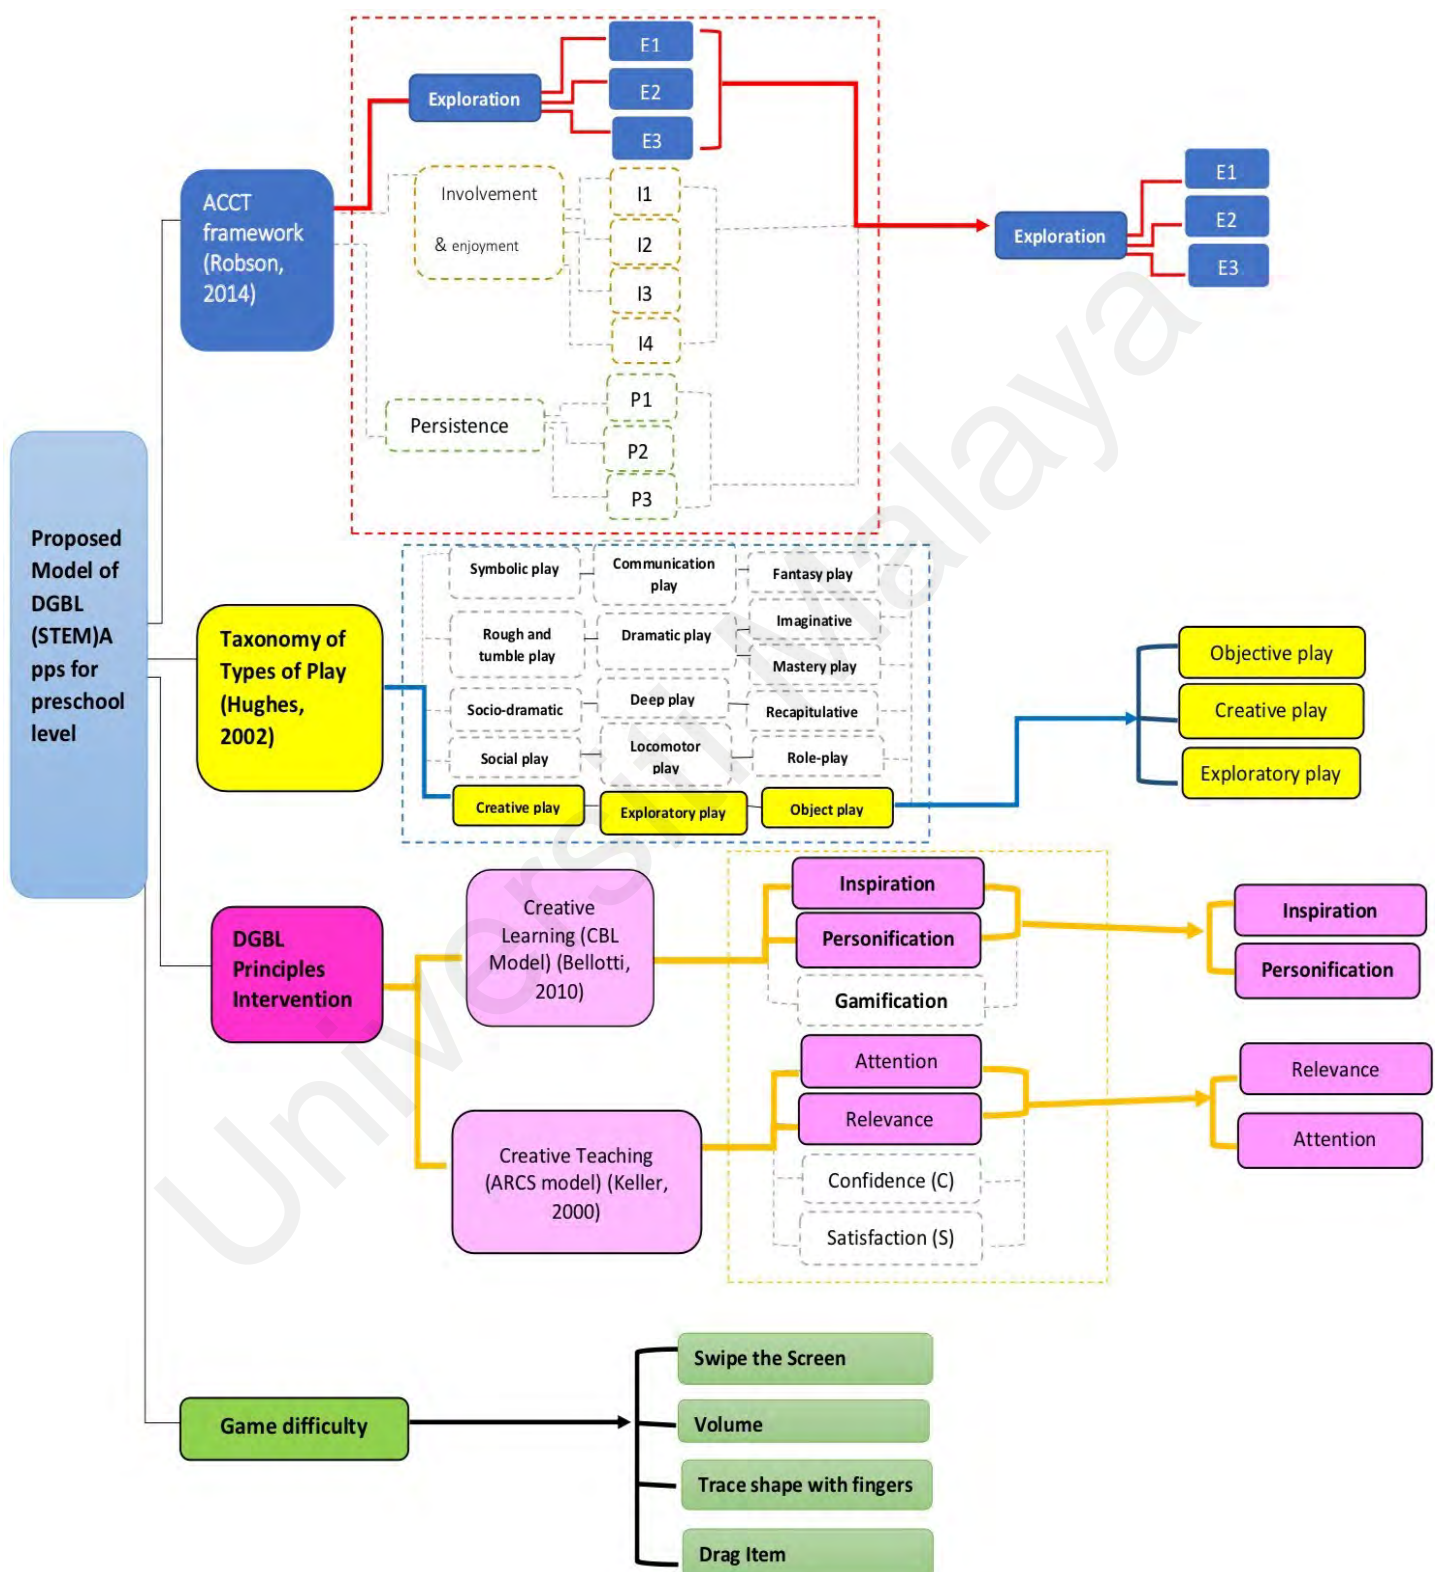 Proposed
Model of
DGBL
(STEM)A
pps for
preschool
level
ACCT
framework
(Robson,
2014)
Exploration
E1
E2
E3
Involvement
& enjoyment
I1
I2
I3
I4
Persistence
P1
P2
P3
Exploration
E1
E2
E3
Taxonomy of
Types of Play
(Hughes,
2002)
Symbolic play
Communication
play
Fantasy play
Rough and
tumble play
Dramatic play
Imaginative
Mastery play
Socio-dramatic
Deep play
Recapitulative
Social play
Locomotor
play
Role-play
Creative play
Exploratory play
Object play
Objective play
Creative play
Exploratory play
DGBL
Principles
Intervention
Creative
Learning (CBL
Model) (Bellotti,
2010)
Inspiration
Personification
Gamification
Inspiration
Personification
Creative Teaching
(ARCS model) (Keller,
2000)
Attention
Relevance
Confidence (C)
Satisfaction (S)
Relevance
Attention
Game difficulty
Swipe the Screen
Volume
Trace shape with fingers
Drag Item
Universiti Malaya